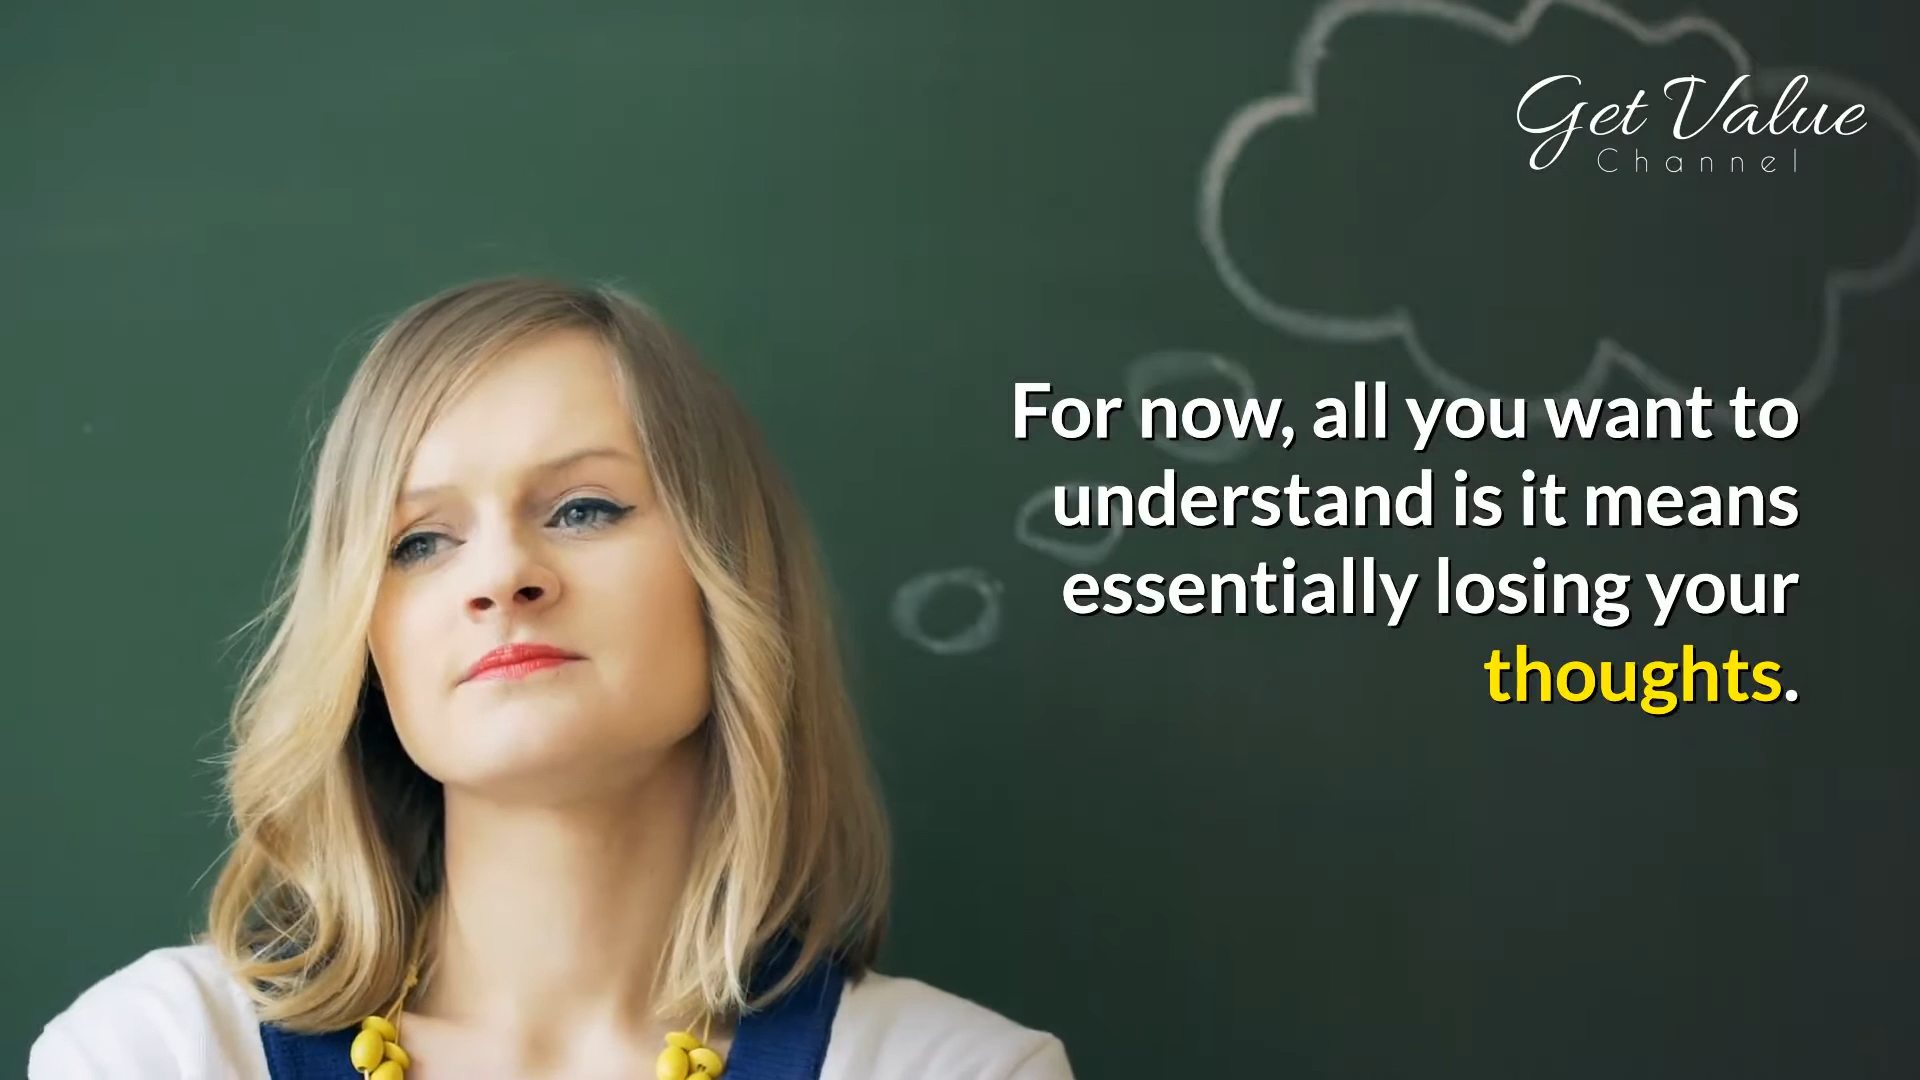 Get Value
Channel
For now, all you want to
understand is it means
essentially losing your
thoughts.